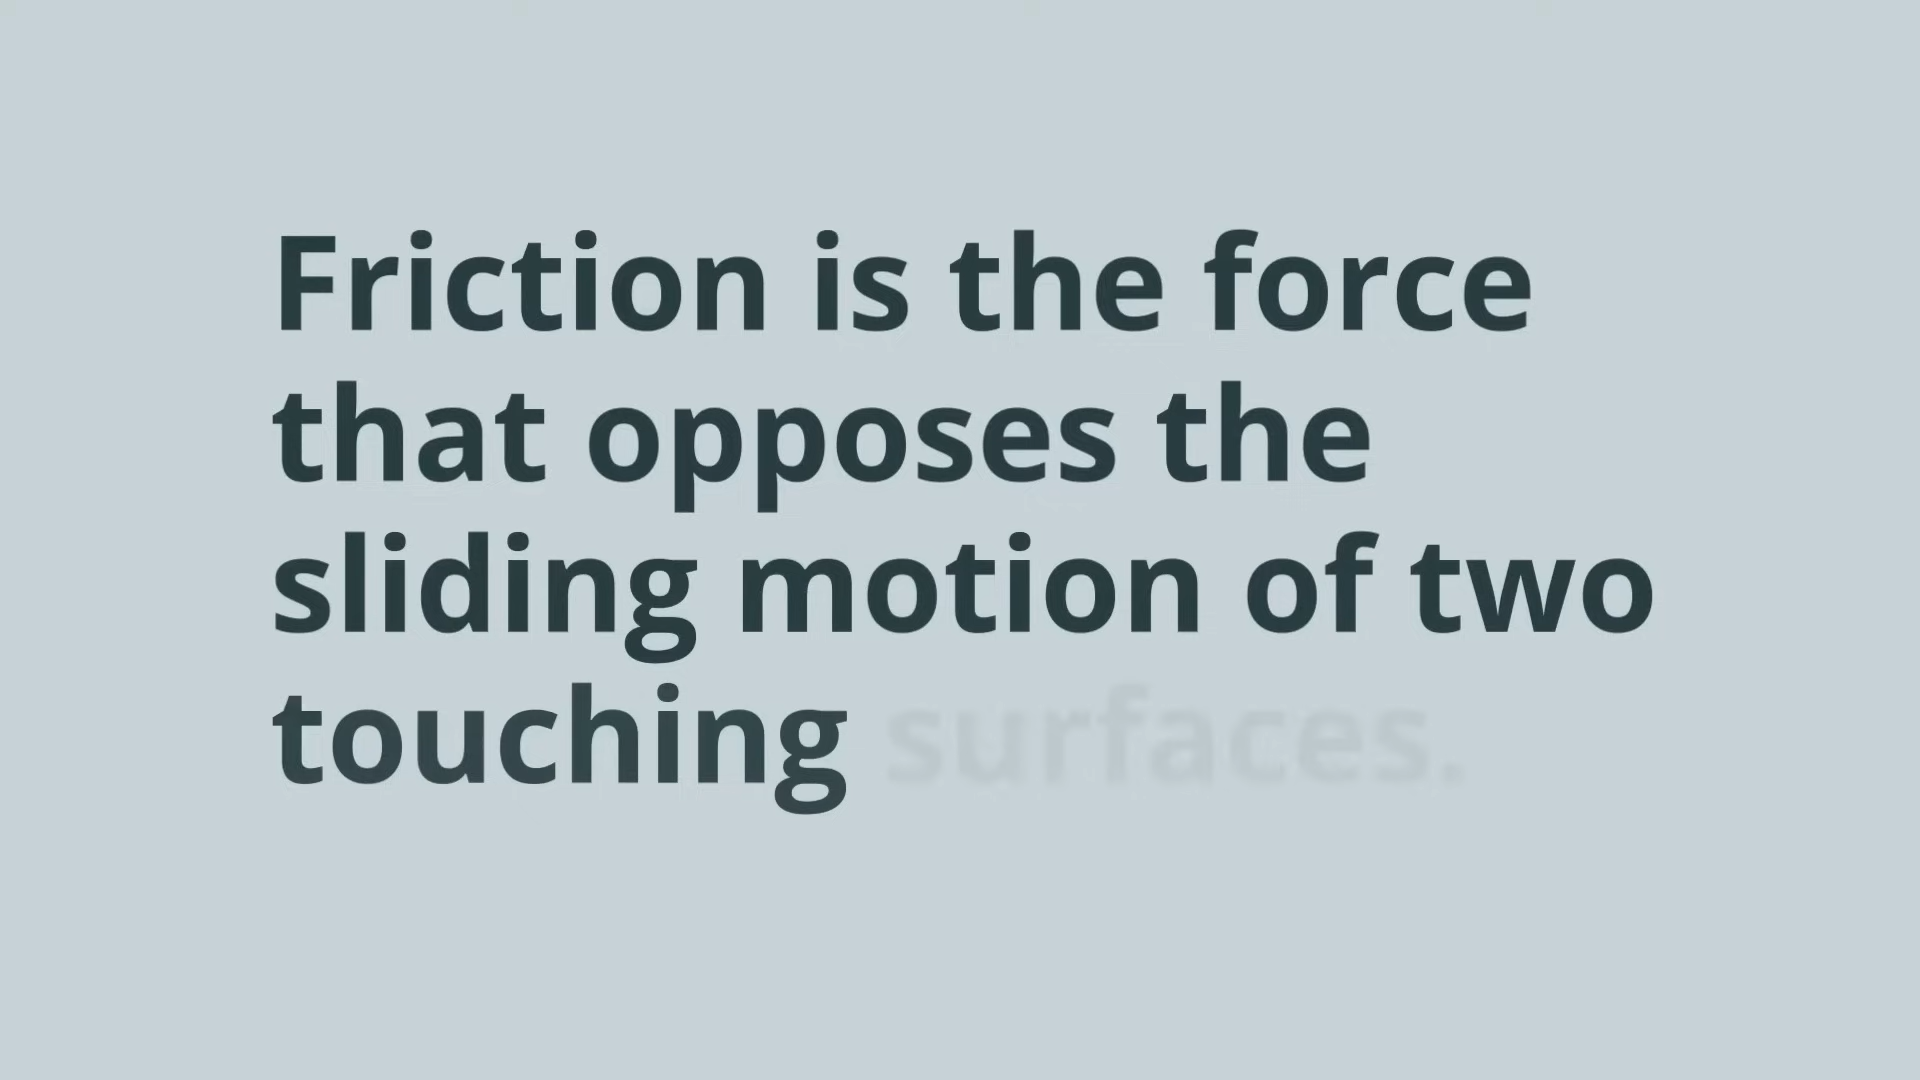 Friction is the force
that opposes the
sliding motion of two
touching surfaces.